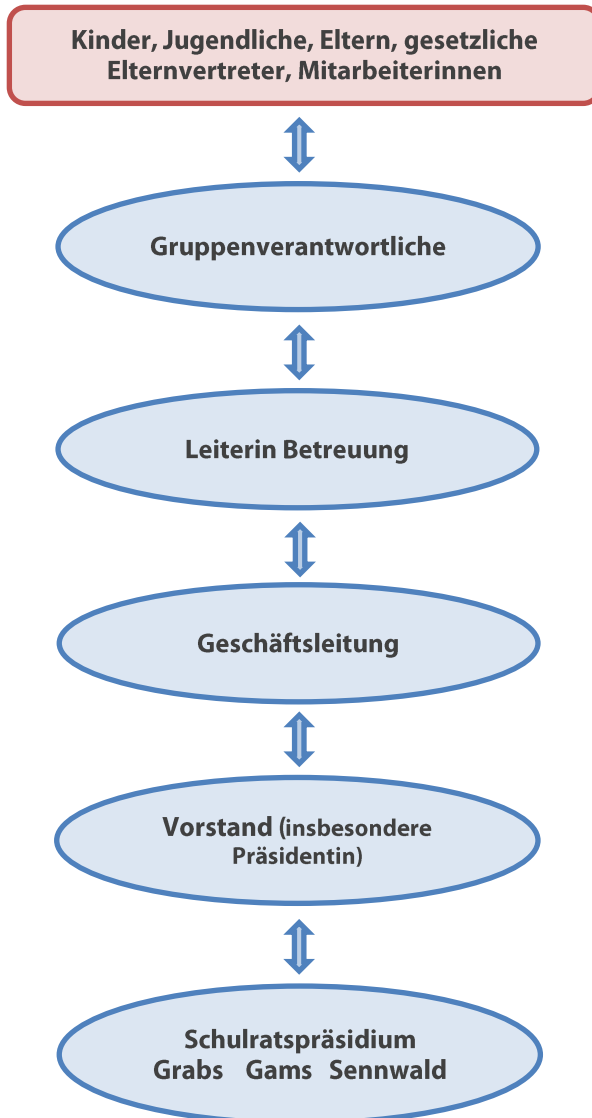 Kinder, Jugendliche, Eltern, gesetzliche
Elternvertreter, Mitarbeiterinnen
Gruppenverantwortliche
Leiterin Betreuung
Geschäftsleitung
Vorstand (insbesondere
Präsidentin)
Schulratspräsidium
Grabs Gams Sennwald